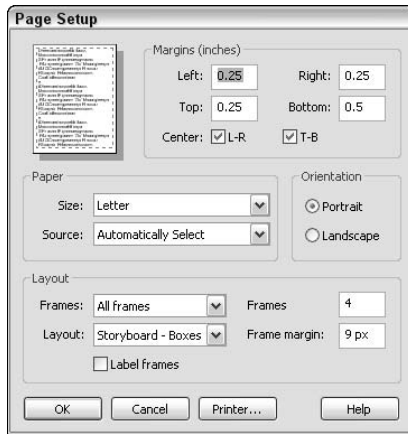 Page Setup
Margins (inches)
Left: 0.25 Right: 0.25
Top: 0.25 Bottom: 0.5
Center: L-R T-B
Paper
Orientation
Size: Letter
Portrait
Source: Automatically Select
Landscape
Layout
Frames: All frames Frames 4
Layout: Storyboard - Boxes Frame margin: 9 px
Label frames
OK Cancel Printer... Help